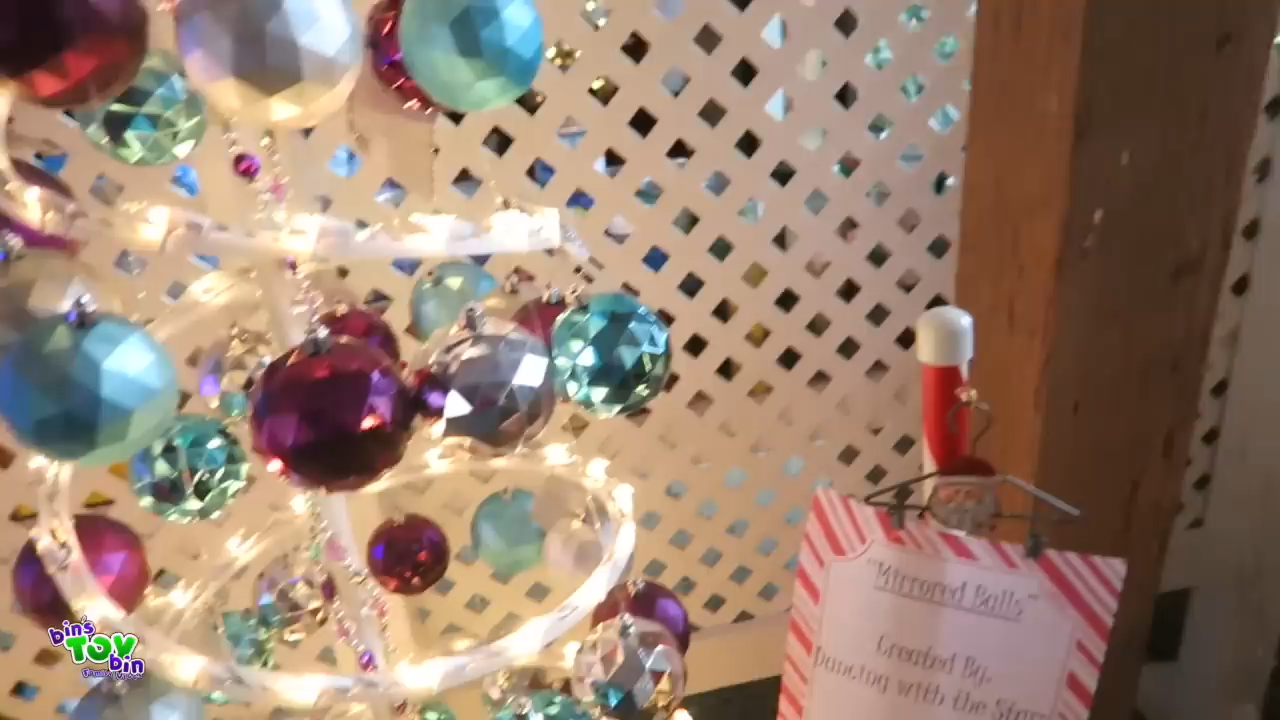 "Mirrored Balls"
Created By,
Dancing with the Stars
bin's
TOY
bin